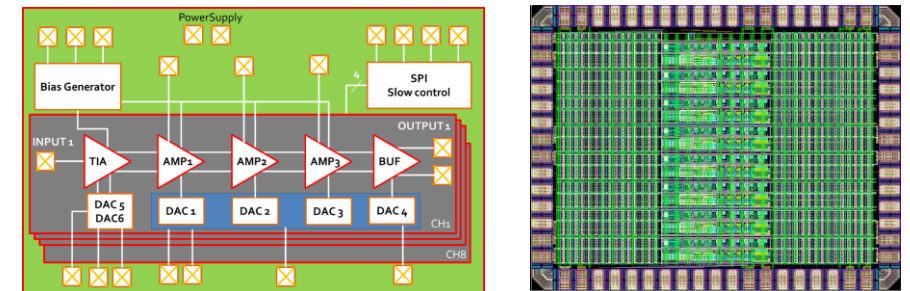 PowerSupply
Bias Generator
4
SPI
Slow control
INPUT 1
OUTPUT 1
TIA
AMP1
AMP2
AMP3
BUF
DAC 5
DAC6
DAC 1
DAC 2
DAC 3
DAC 4
CH1
CH8